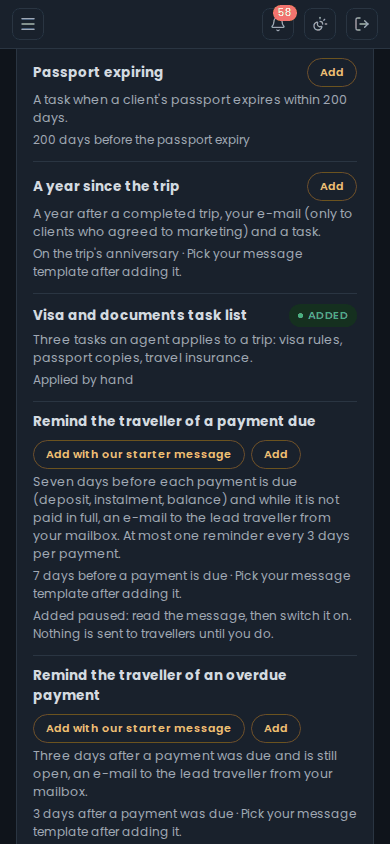 58
Passport expiring
Add
A task when a client's passport expires within 200
days.
200 days before the passport expiry
A year since the trip
Add
A year after a completed trip, your e-mail (only to
clients who agreed to marketing) and a task.
On the trip's anniversary · Pick your message
template after adding it.
Visa and documents task list
ADDED
Three tasks an agent applies to a trip: visa rules,
passport copies, travel insurance.
Applied by hand
Remind the traveller of a payment due
Add with our starter message
Add
Seven days before each payment is due
(deposit, instalment, balance) and while it is not
paid in full, an e-mail to the lead traveller from
your mailbox. At most one reminder every 3 days
per payment.
7 days before a payment is due · Pick your message
template after adding it.
Added paused: read the message, then switch it on.
Nothing is sent to travellers until you do.
Remind the traveller of an overdue
payment
Add with our starter message
Add
Three days after a payment was due and is still
open, an e-mail to the lead traveller from your
mailbox.
3 days after a payment was due · Pick your message
template after adding it.